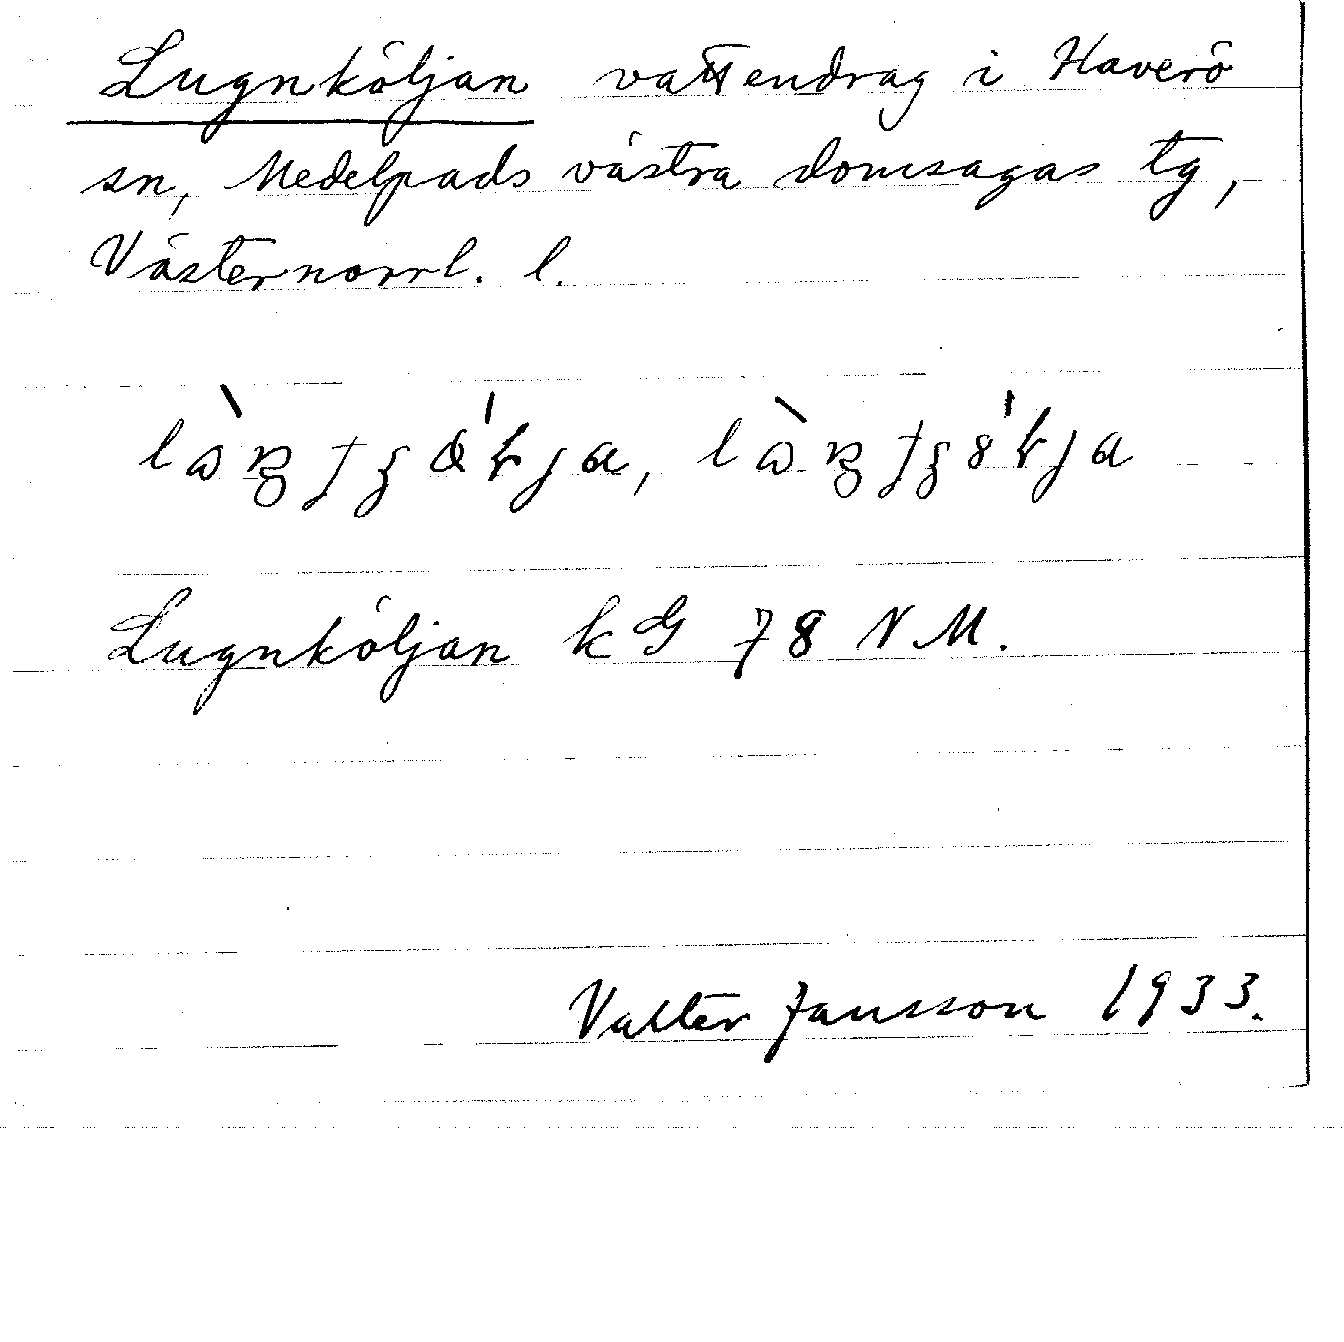 Lugnköljan vattendrag i Haverö
sn, Medelpads västra domsagas tg,
Västernorrl. l.
Lugnköljan kG 78 NM.
Valter Jansson 1933.